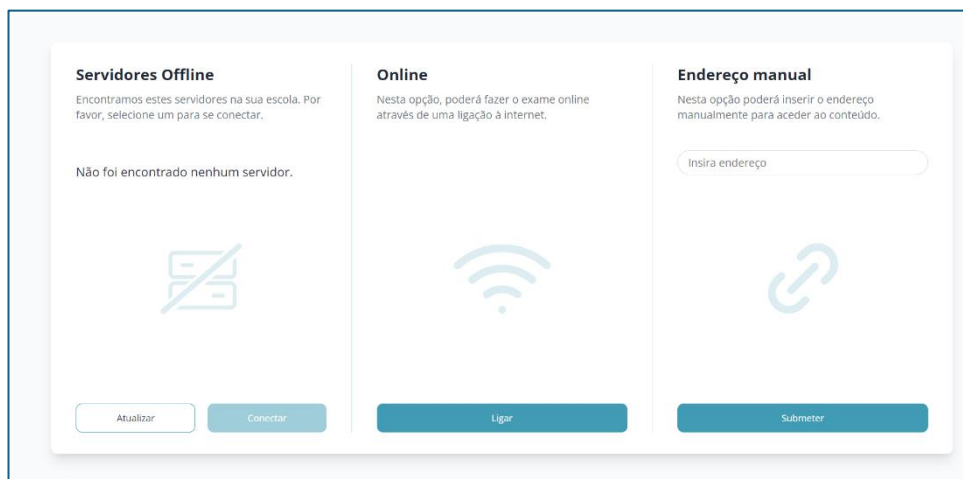 Servidores Offline
Encontramos estes servidores na sua escola. Por
favor, selecione um para se conectar.
Não foi encontrado nenhum servidor.
Atualizar
Conectar
Online
Nesta opção, poderá fazer o exame online
através de uma ligação à internet.
Ligar
Endereço manual
Nesta opção poderá inserir o endereço
manualmente para aceder ao conteúdo.
Insira endereço
Submeter